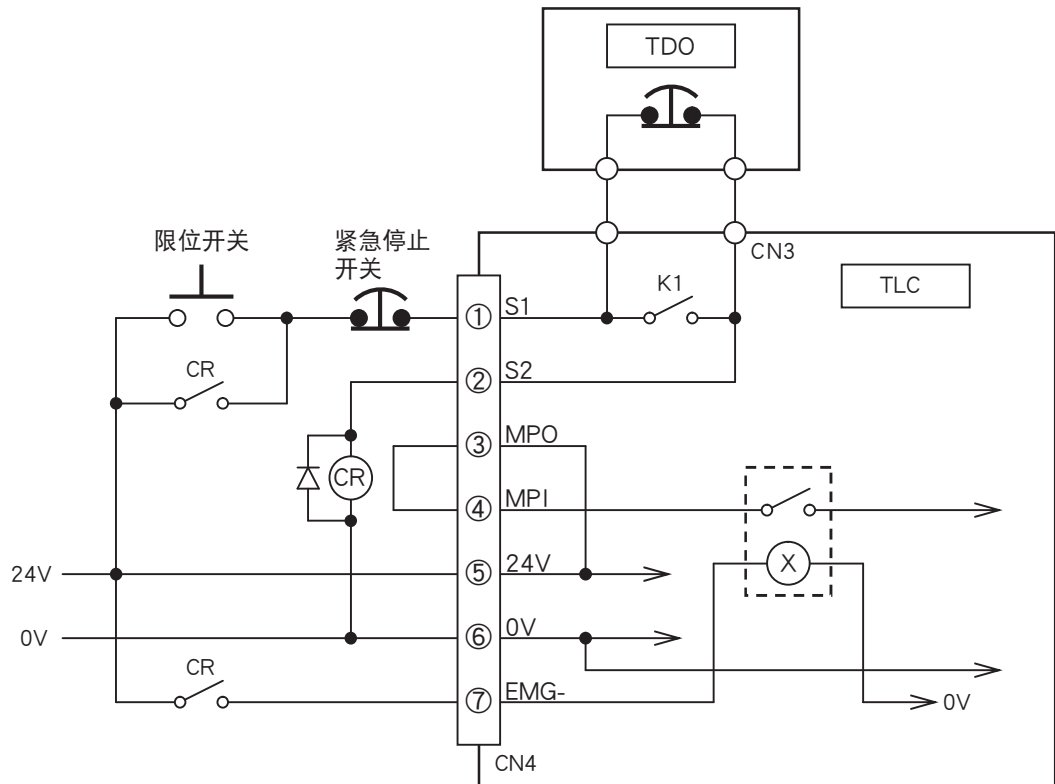 TDO
CN3
限位开关
紧急停止
开关
TLC
K1
① S1
CR
② S2
③ MPO
CR
④ MPI
24V
⑤ 24V
X
0V
⑥ 0V
CR
⑦ EMG-
0V
CN4